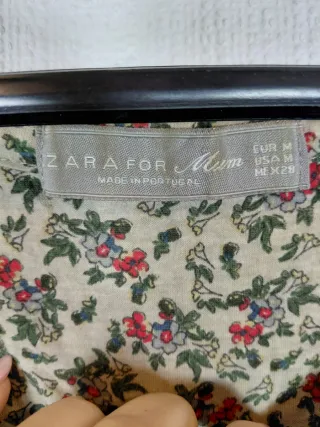 ZARA FOR Mum
MADE IN PORTUGAL
EUR M
USA M
MEX 28